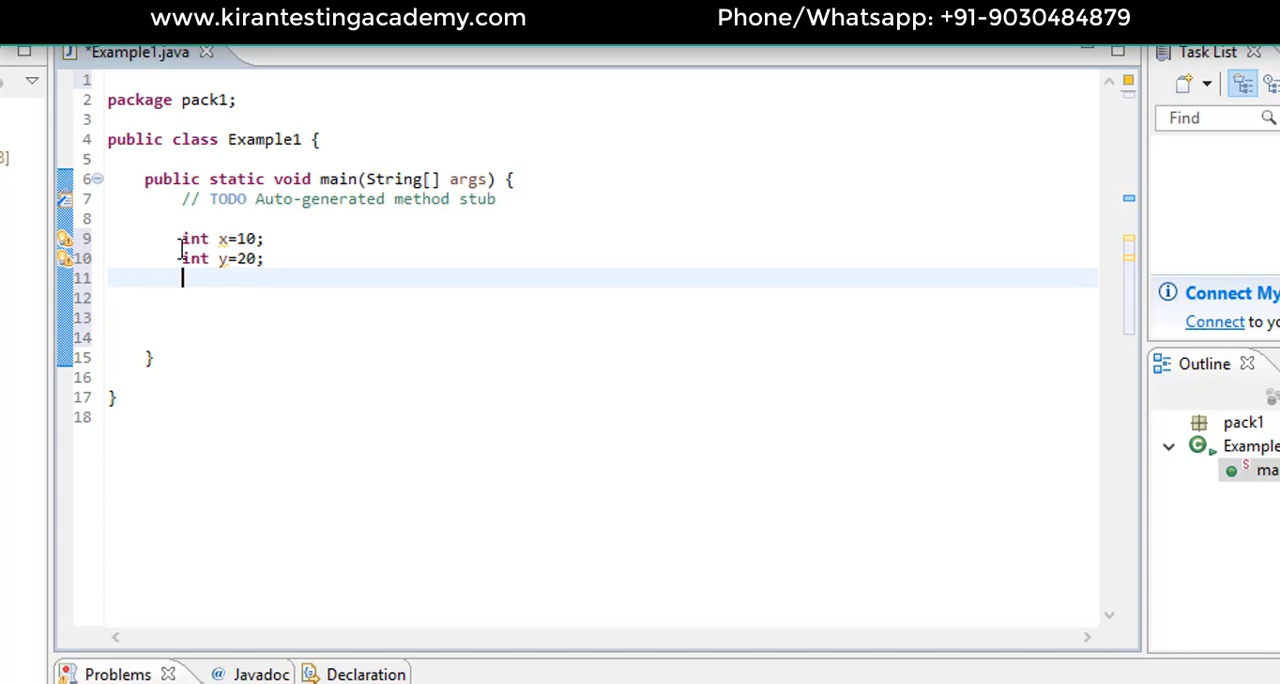 www.kirantestingacademy.com Phone/Whatsapp: +91-9030484879
*Example1.java
Task List
1
2 package pack1;
3
4 public class Example1 {
5
6 public static void main(String[] args) {
7 // TODO Auto-generated method stub
8
9 int x=10;
10 int y=20;
11
12
13
14
15 }
16
17 }
18
Find
Connect My
Connect to yo
Outline
pack1
Example
S ma
Problems @ Javadoc Declaration